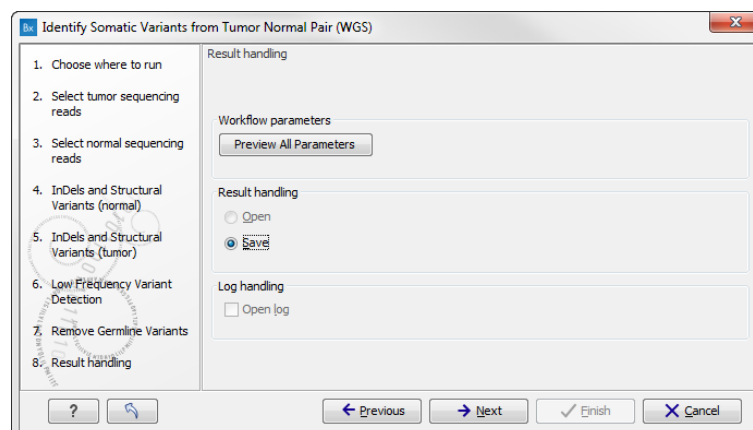 Bx Identify Somatic Variants from Tumor Normal Pair (WGS)
1. Choose where to run
2. Select tumor sequencing
reads
3. Select normal sequencing
reads
4. InDels and Structural
Variants (normal)
5. InDels and Structural
Variants (tumor)
6. Low Frequency Variant
Detection
7. Remove Germline Variants
8. Result handling
Result handling
Workflow parameters
Preview All Parameters
Result handling
Open
Save
Log handling
Open log
?
Previous
Next
Finish
Cancel